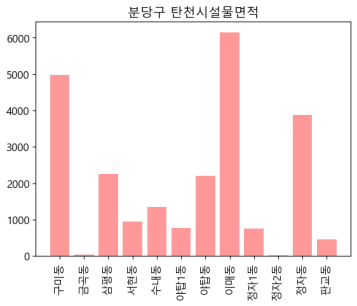 분당구 탄천시설물면적
6000
5000
4000
3000
2000
1000
0
구미동
금곡동
삼평동
서현동
수내동
야탑1동
야탑동
이매동
정자1동
정자2동
정자동
판교동